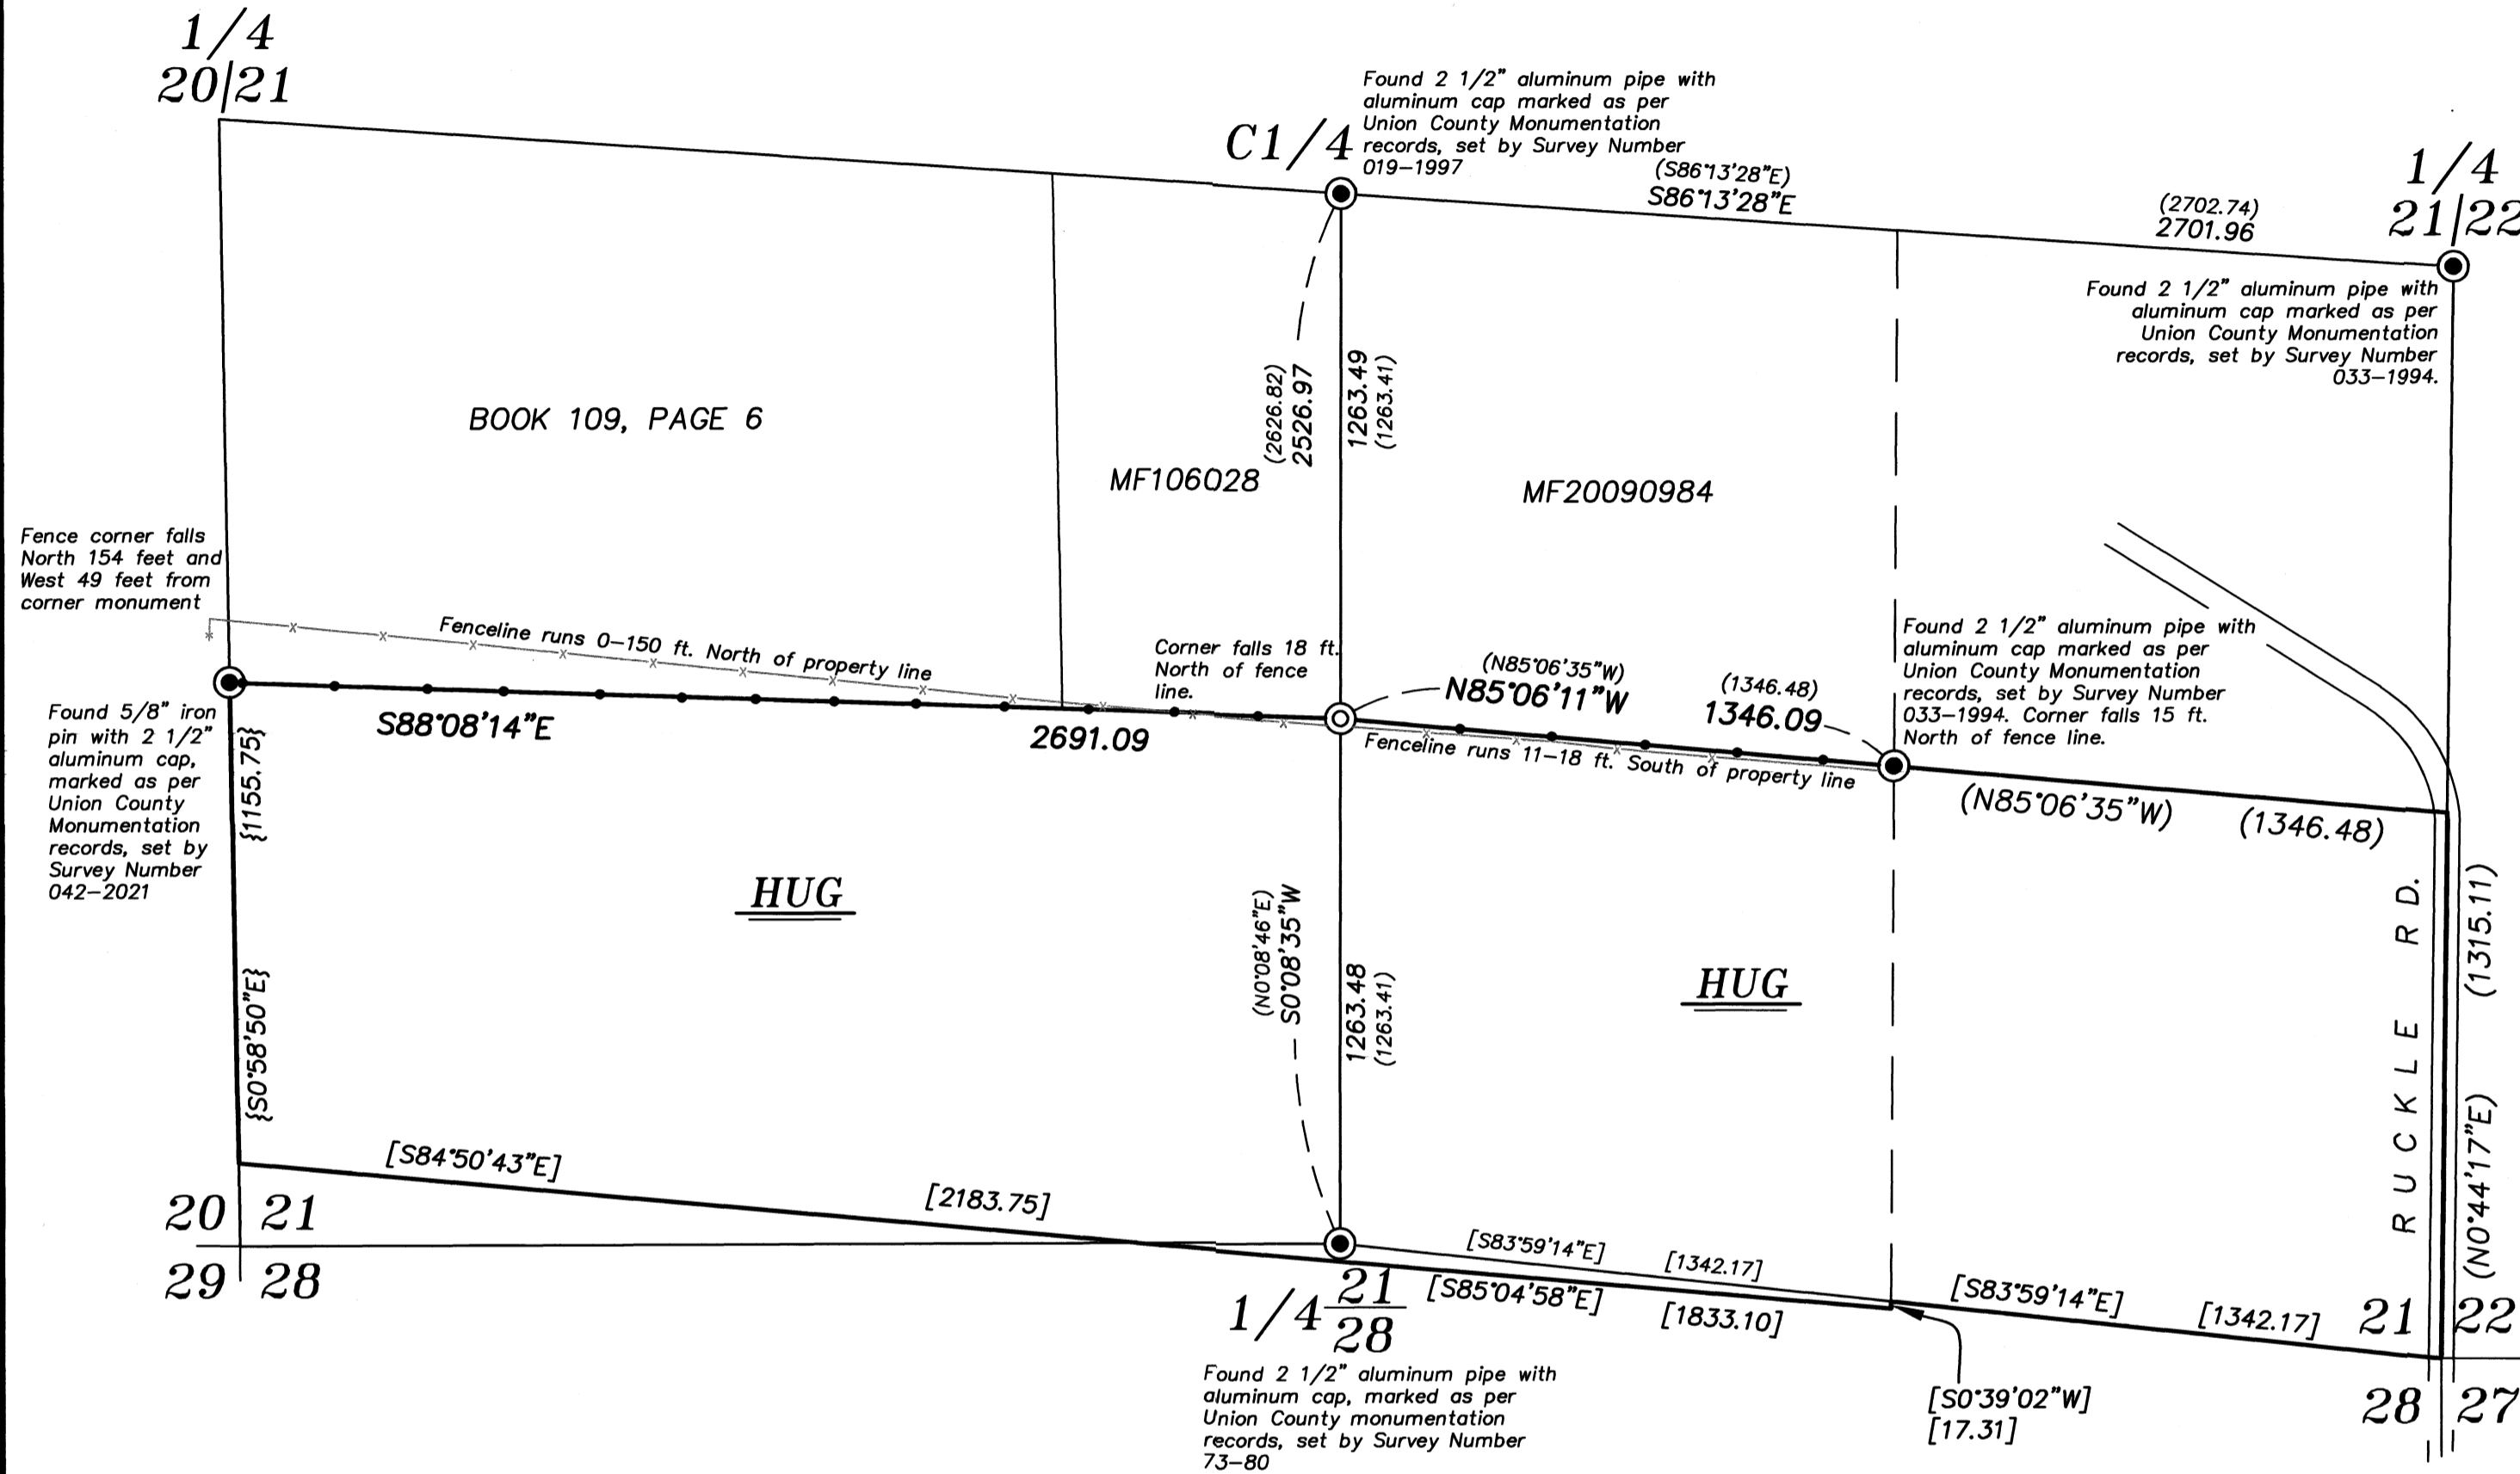 1/4
20|21
Found 2 1/2" aluminum pipe with
aluminum cap marked as per
Union County Monumentation
records, set by Survey Number
019-1997
C1/4
(S86°13'28"E)
S86°13'28"E
(2702.74)
2701.96
1/4
21|22
Found 2 1/2" aluminum pipe with
aluminum cap marked as per
Union County Monumentation
records, set by Survey Number
033-1994.
BOOK 109, PAGE 6
MF106028
(2626.82)
2526.97
1263.49
(1263.41)
MF20090984
Fence corner falls
North 154 feet and
West 49 feet from
corner monument
Fenceline runs 0-150 ft. North of property line
Corner falls 18 ft.
North of fence
line.
(N85°06'35"W)
N85°06'11"W
(1346.48)
1346.09
Found 2 1/2" aluminum pipe with
aluminum cap marked as per
Union County Monumentation
records, set by Survey Number
033-1994. Corner falls 15 ft.
North of fence line.
Found 5/8" iron
pin with 2 1/2"
aluminum cap,
marked as per
Union County
Monumentation
records, set by
Survey Number
042-2021
{1155.75}
{S0°58'50"E}
S88°08'14"E
2691.09
Fenceline runs 11-18 ft. South of property line
(N85°06'35"W)
(1346.48)
HUG
(N0°08'46"E)
S0°08'35"W
1263.48
(1263.41)
HUG
RUCKLE RD.
(1315.11)
(N0°44'17"E)
[S84°50'43"E]
[2183.75]
20 21
29 28
[S83°59'14"E]
[1342.17]
[S85°04'58"E]
[1833.10]
[S83°59'14"E]
[1342.17]
21 22
28 27
1/4 21
28
Found 2 1/2" aluminum pipe with
aluminum cap, marked as per
Union County monumentation
records, set by Survey Number
73-80
[S0°39'02"W]
[17.31]